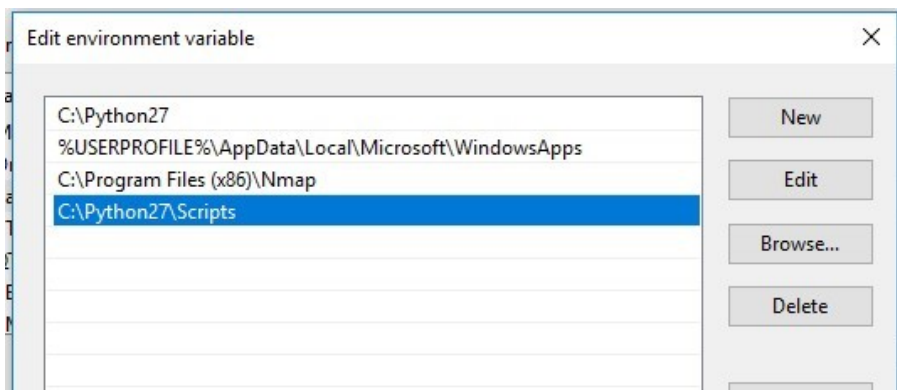 Edit environment variable
C:\Python27
%USERPROFILE%\AppData\Local\Microsoft\WindowsApps
C:\Program Files (x86)\Nmap
C:\Python27\Scripts
New
Edit
Browse...
Delete